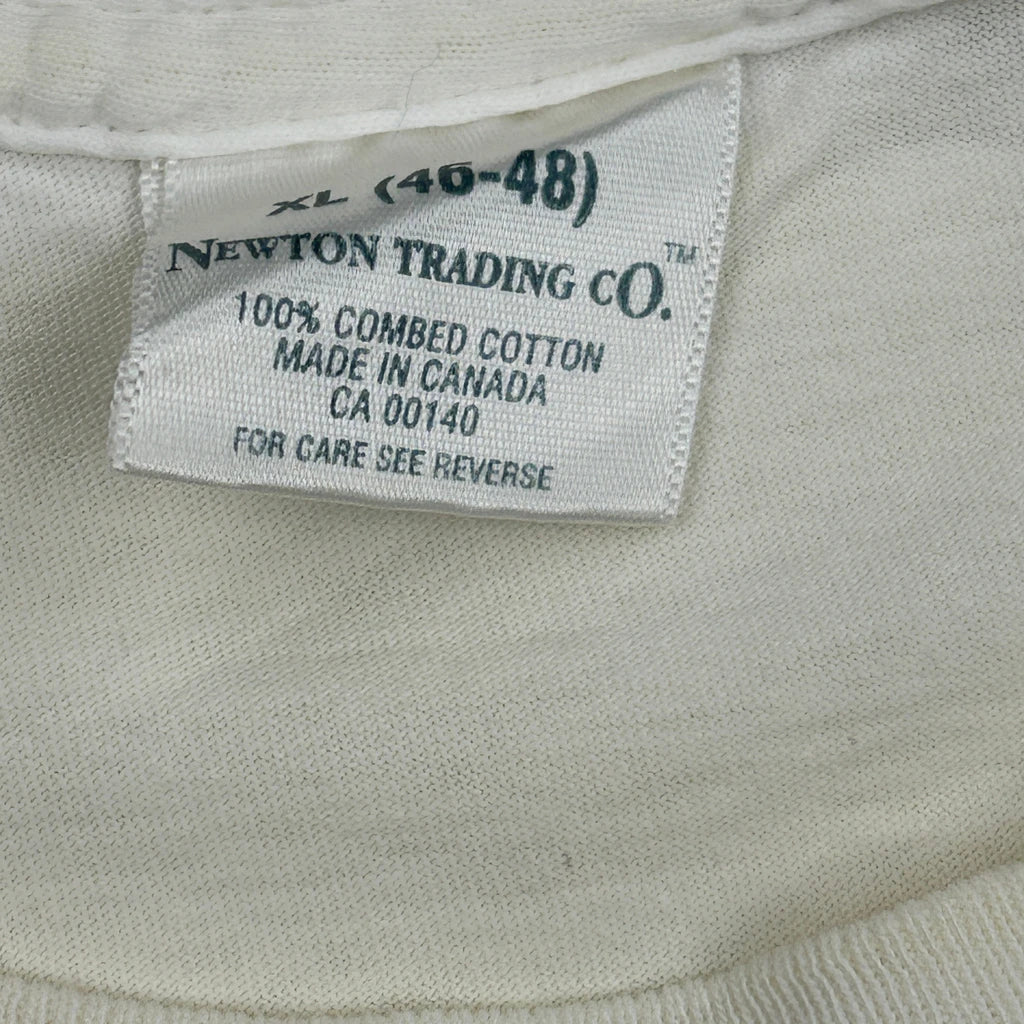 XL (46-48)
NEWTON TRADING CO.™
100% COMBED COTTON
MADE IN CANADA
CA 00140
FOR CARE SEE REVERSE